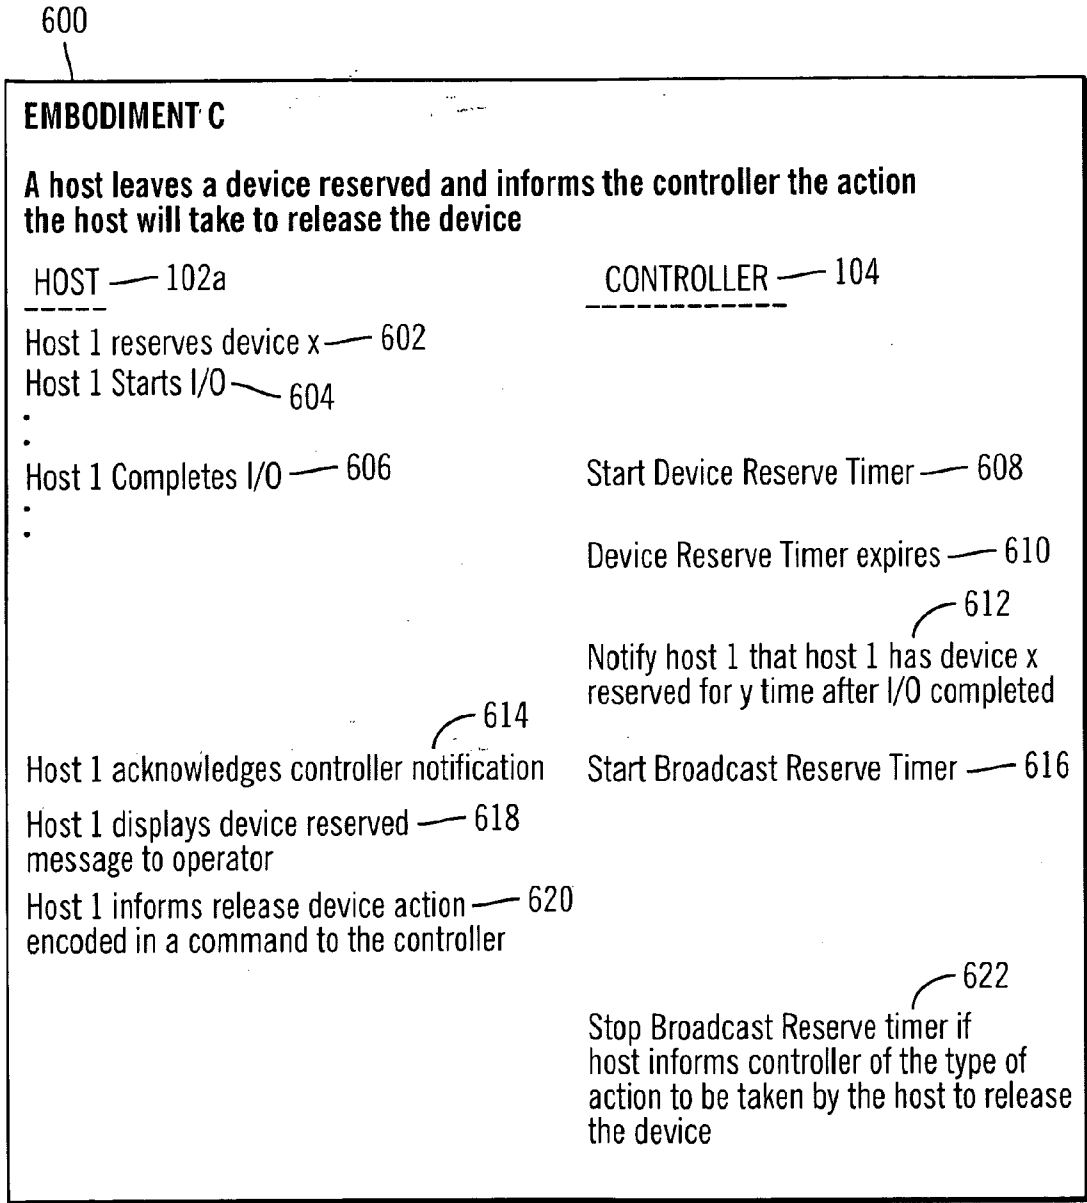 600
EMBODIMENT C
A host leaves a device reserved and informs the controller the action
the host will take to release the device
HOST 102a
CONTROLLER 104
Host 1 reserves device x 602
Host 1 Starts I/O 604
Host 1 Completes I/O 606
Start Device Reserve Timer 608
Device Reserve Timer expires 610
612
Notify host 1 that host 1 has device x
reserved for y time after I/O completed
614
Host 1 acknowledges controller notification
Start Broadcast Reserve Timer 616
Host 1 displays device reserved 618
message to operator
Host 1 informs release device action 620
encoded in a command to the controller
622
Stop Broadcast Reserve timer if
host informs controller of the type of
action to be taken by the host to release
the device